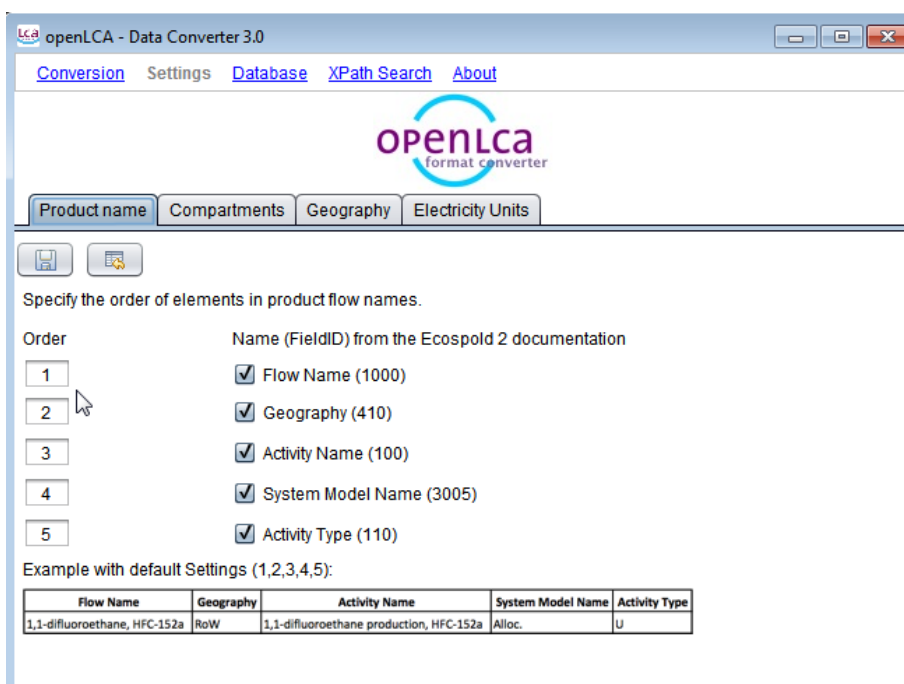 LCa openLCA - Data Converter 3.0
Conversion Settings Database XPath Search About
openLca
format converter
Product name Compartments Geography Electricity Units
Specify the order of elements in product flow names.
Order Name (FieldID) from the Ecospold 2 documentation
1 Flow Name (1000)
2 Geography (410)
3 Activity Name (100)
4 System Model Name (3005)
5 Activity Type (110)
Example with default Settings (1,2,3,4,5):
Flow Name Geography Activity Name System Model Name Activity Type
1,1-difluoroethane, HFC-152a RoW 1,1-difluoroethane production, HFC-152a Alloc. U